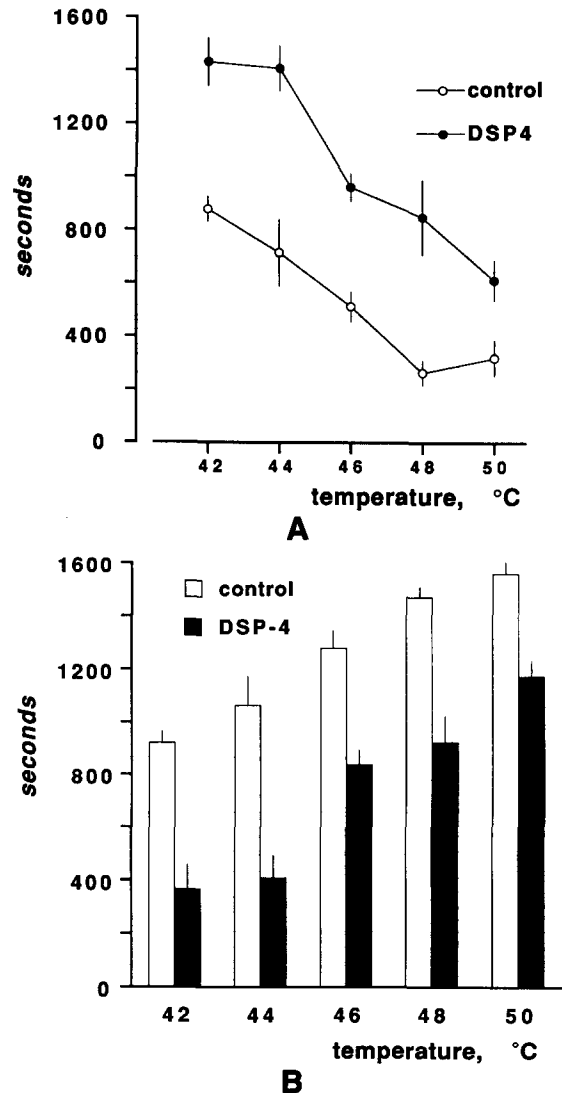 1600
1200
800
400
0
seconds
control
DSP4
42 44 46 48 50
temperature, °C
A
1600
1200
800
400
0
seconds
control
DSP-4
42 44 46 48 50
temperature, °C
B